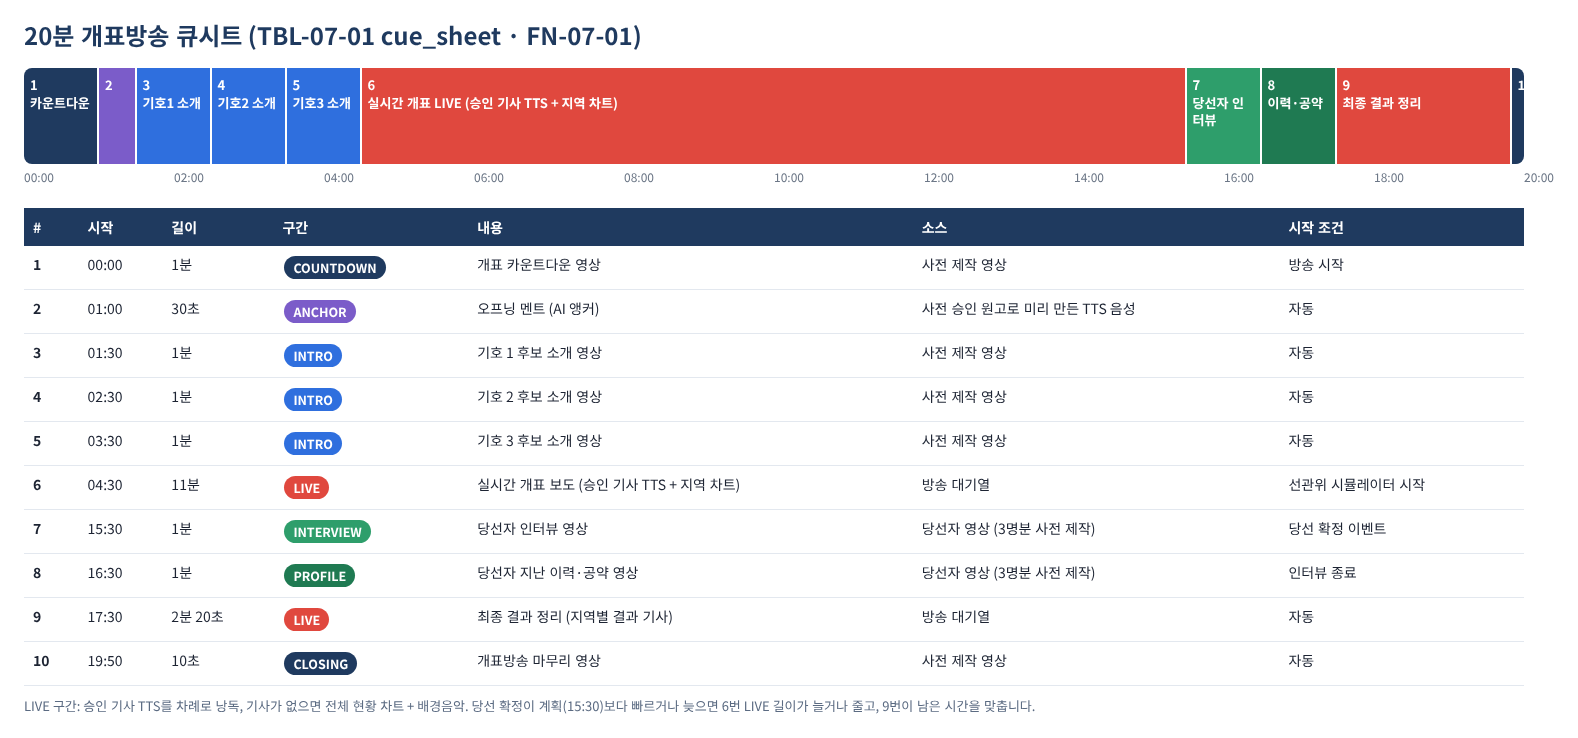 20분 개표방송 큐시트 (TBL-07-01 cue_sheet · FN-07-01)
1 2 3 4 5 6 7 8 9 1
카운트다운 기호1 소개 기호2 소개 기호3 소개 실시간 개표 LIVE (승인 기사 TTS + 지역 차트) 당선자 인 이력·공약 최종 결과 정리
터뷰
00:00 02:00 04:00 06:00 08:00 10:00 12:00 14:00 16:00 18:00 20:00
# 시작 길이 구간 내용 소스 시작 조건
1 00:00 1분 COUNTDOWN 개표 카운트다운 영상 사전 제작 영상 방송 시작
2 01:00 30초 ANCHOR 오프닝 멘트 (AI 앵커) 사전 승인 원고로 미리 만든 TTS 음성 자동
3 01:30 1분 INTRO 기호 1 후보 소개 영상 사전 제작 영상 자동
4 02:30 1분 INTRO 기호 2 후보 소개 영상 사전 제작 영상 자동
5 03:30 1분 INTRO 기호 3 후보 소개 영상 사전 제작 영상 자동
6 04:30 11분 LIVE 실시간 개표 보도 (승인 기사 TTS + 지역 차트) 방송 대기열 선관위 시뮬레이터 시작
7 15:30 1분 INTERVIEW 당선자 인터뷰 영상 당선자 영상 (3명분 사전 제작) 당선 확정 이벤트
8 16:30 1분 PROFILE 당선자 지난 이력·공약 영상 당선자 영상 (3명분 사전 제작) 인터뷰 종료
9 17:30 2분 20초 LIVE 최종 결과 정리 (지역별 결과 기사) 방송 대기열 자동
10 19:50 10초 CLOSING 개표방송 마무리 영상 사전 제작 영상 자동
LIVE 구간: 승인 기사 TTS를 차례로 낭독, 기사가 없으면 전체 현황 차트 + 배경음악. 당선 확정이 계획(15:30)보다 빠르거나 늦으면 6번 LIVE 길이가 늘거나 줄고, 9번이 남은 시간을 맞춥니다.